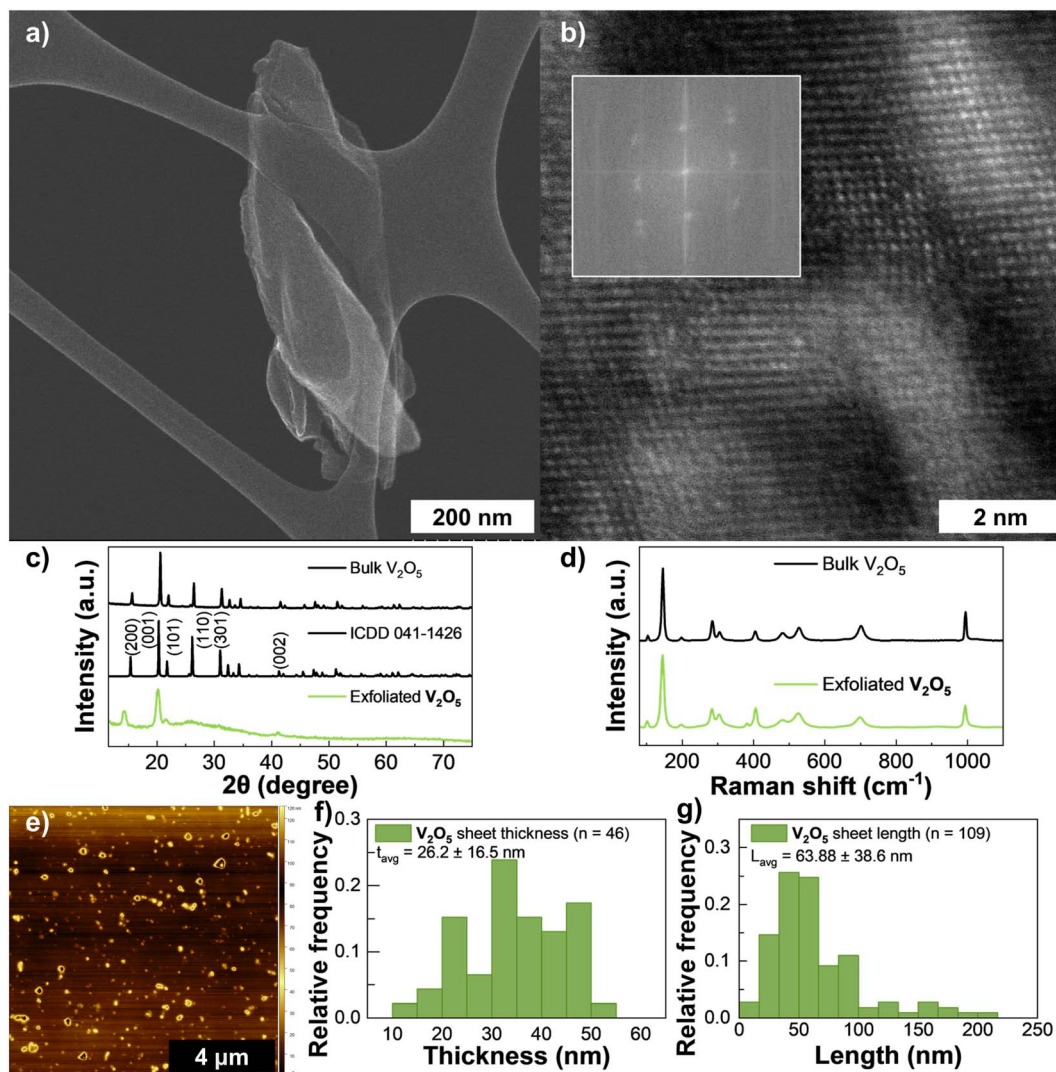 a)
200 nm
b)
2 nm
c)
Intensity (a.u.)
Bulk V₂O₅
ICDD 041-1426
(200)
(001)
(101)
(110)
(301)
(002)
Exfoliated V₂O₅
20 30 40 50 60 70
2θ (degree)
d)
Intensity (a.u.)
Bulk V₂O₅
Exfoliated V₂O₅
200 400 600 800 1000
Raman shift (cm⁻¹)
e)
4 µm
f)
Relative frequency
0.3
0.2
0.1
0.0
V₂O₅ sheet thickness (n = 46)
t_avg = 26.2 ± 16.5 nm
10 20 30 40 50 60
Thickness (nm)
g)
Relative frequency
0.3
0.2
0.1
0.0
V₂O₅ sheet length (n = 109)
L_avg = 63.88 ± 38.6 nm
0 50 100 150 200 250
Length (nm)